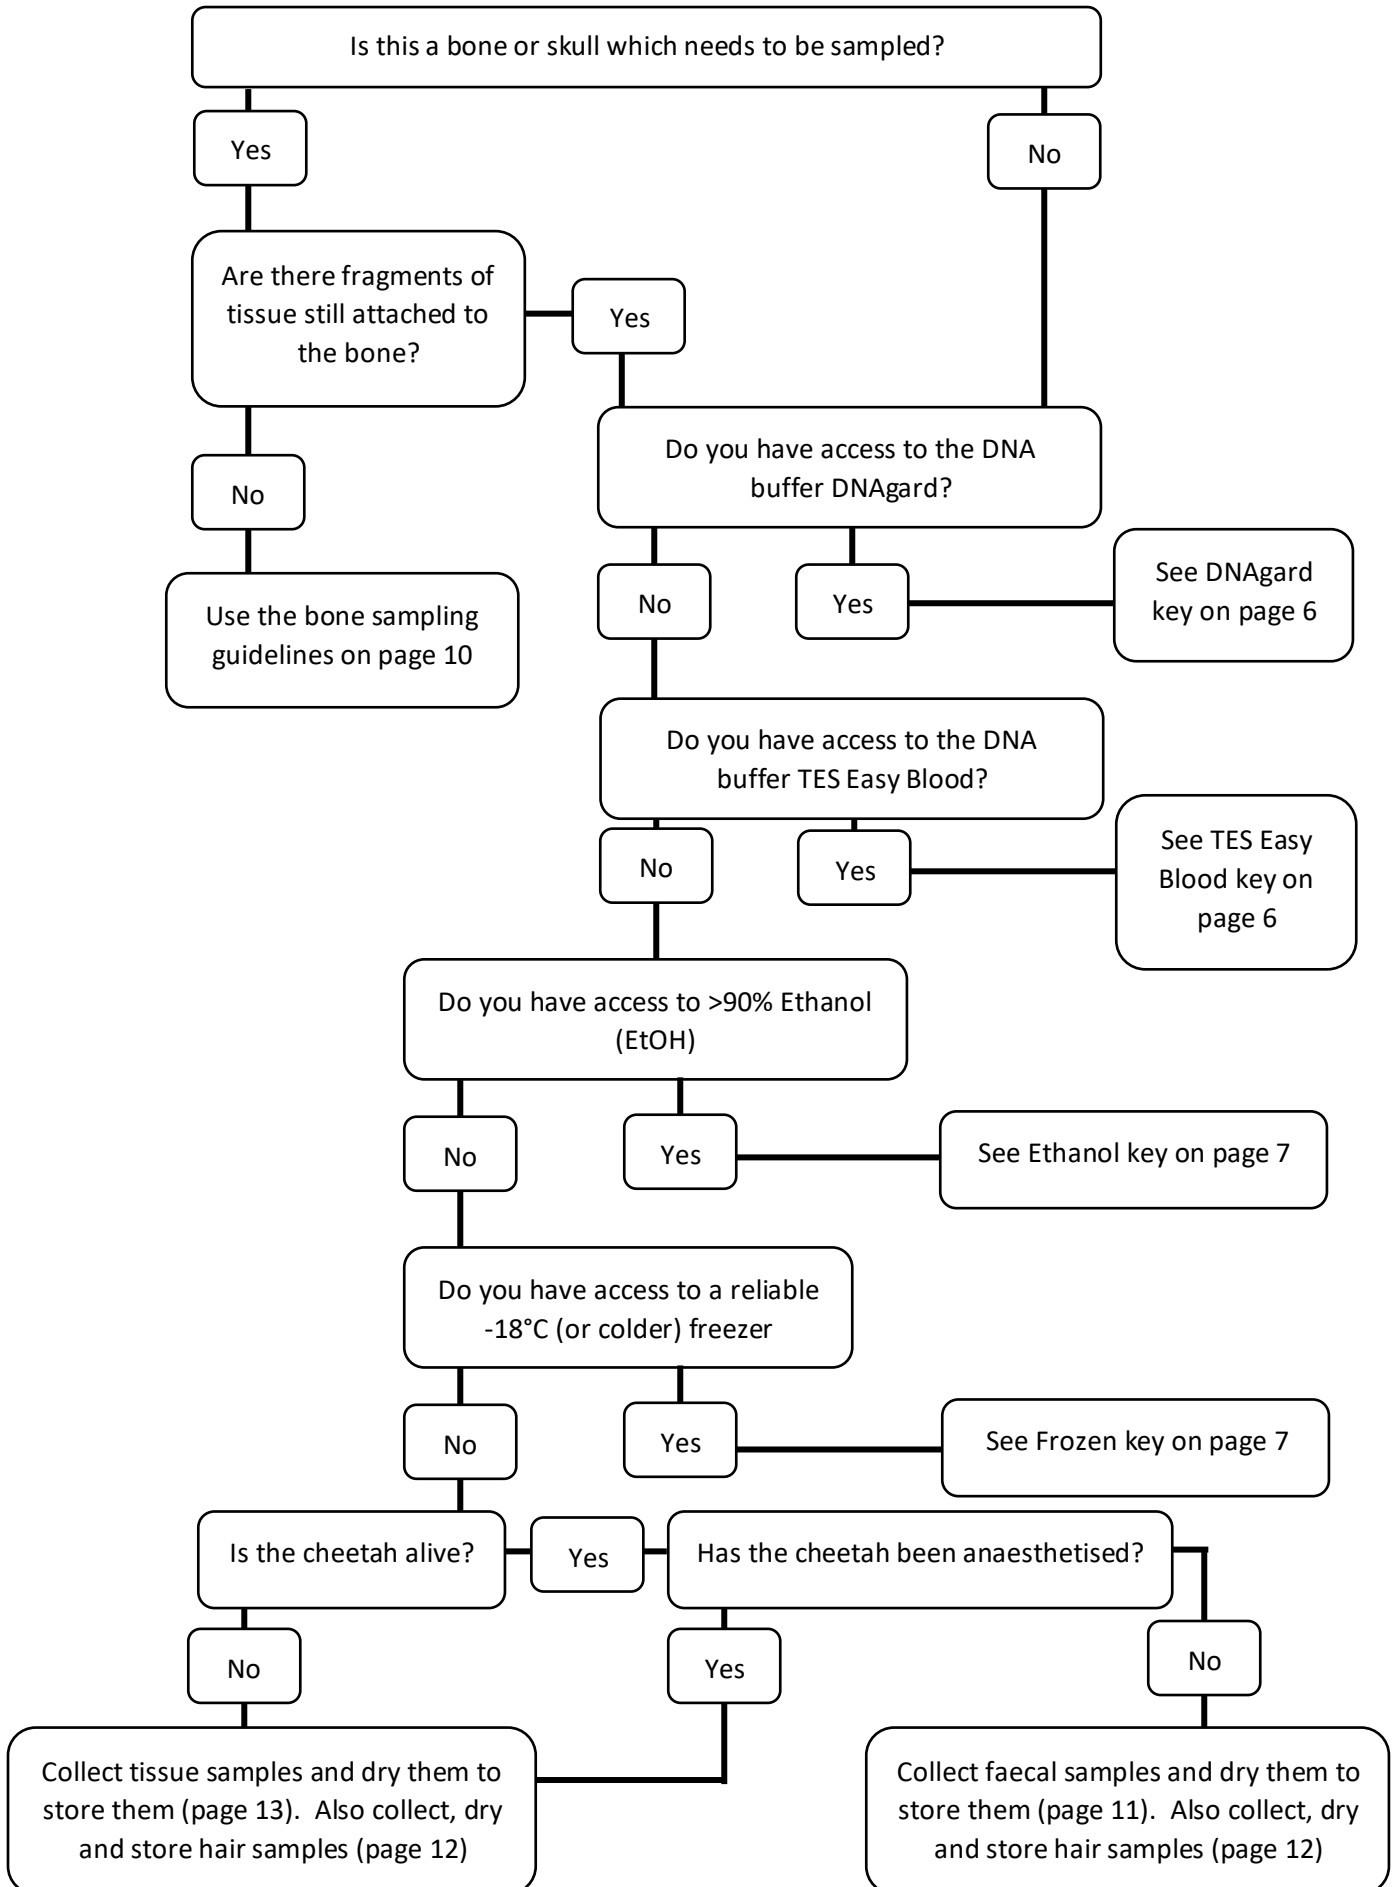 Is this a bone or skull which needs to be sampled?
Yes
No
Are there fragments of
tissue still attached to
the bone?
Yes
Do you have access to the DNA
buffer DNAgard?
No
Use the bone sampling
guidelines on page 10
No
Yes
See DNAgard
key on page 6
Do you have access to the DNA
buffer TES Easy Blood?
No
Yes
See TES Easy
Blood key on
page 6
Do you have access to >90% Ethanol
(EtOH)
No
Yes
See Ethanol key on page 7
Do you have access to a reliable
-18°C (or colder) freezer
No
Yes
See Frozen key on page 7
Is the cheetah alive?
Yes
Has the cheetah been anaesthetised?
No
Yes
No
Collect tissue samples and dry them to
store them (page 13).  Also collect, dry
and store hair samples (page 12)
Collect faecal samples and dry them to
store them (page 11).  Also collect, dry
and store hair samples (page 12)